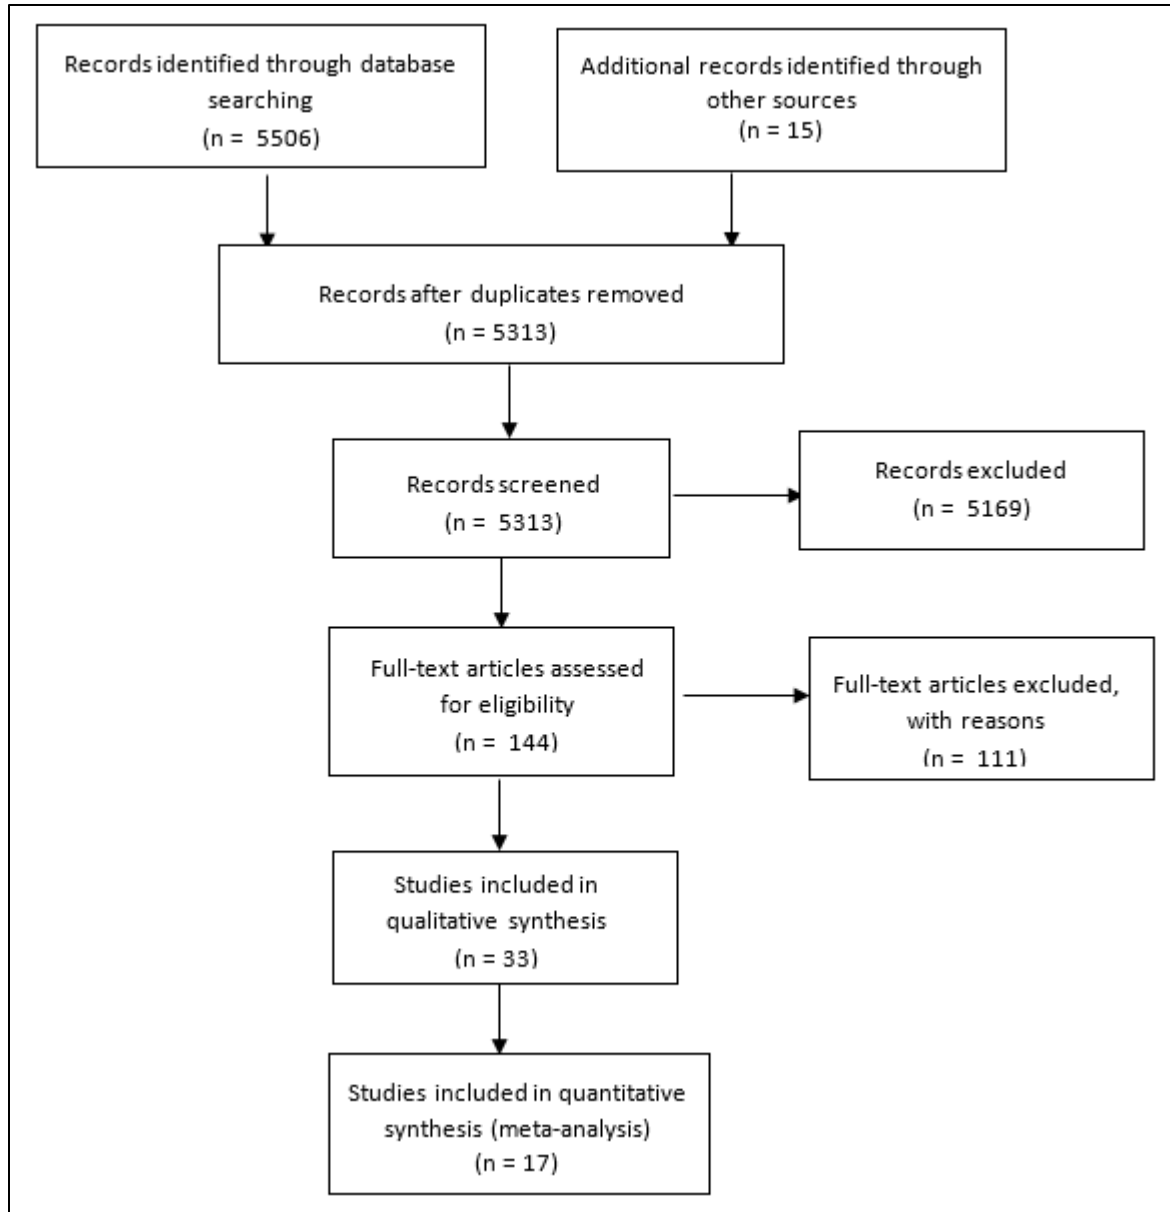 Records identified through database
searching
(n = 5506)
Additional records identified through
other sources
(n = 15)
Records after duplicates removed
(n = 5313)
Records screened
(n = 5313)
Records excluded
(n = 5169)
Full-text articles assessed
for eligibility
(n = 144)
Full-text articles excluded,
with reasons
(n = 111)
Studies included in
qualitative synthesis
(n = 33)
Studies included in quantitative
synthesis (meta-analysis)
(n = 17)